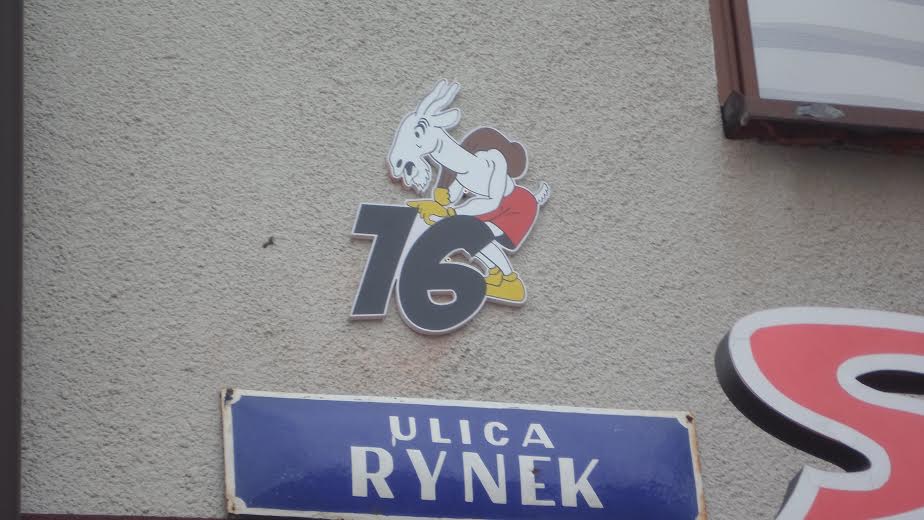 16
ULICA
RYNEK
S